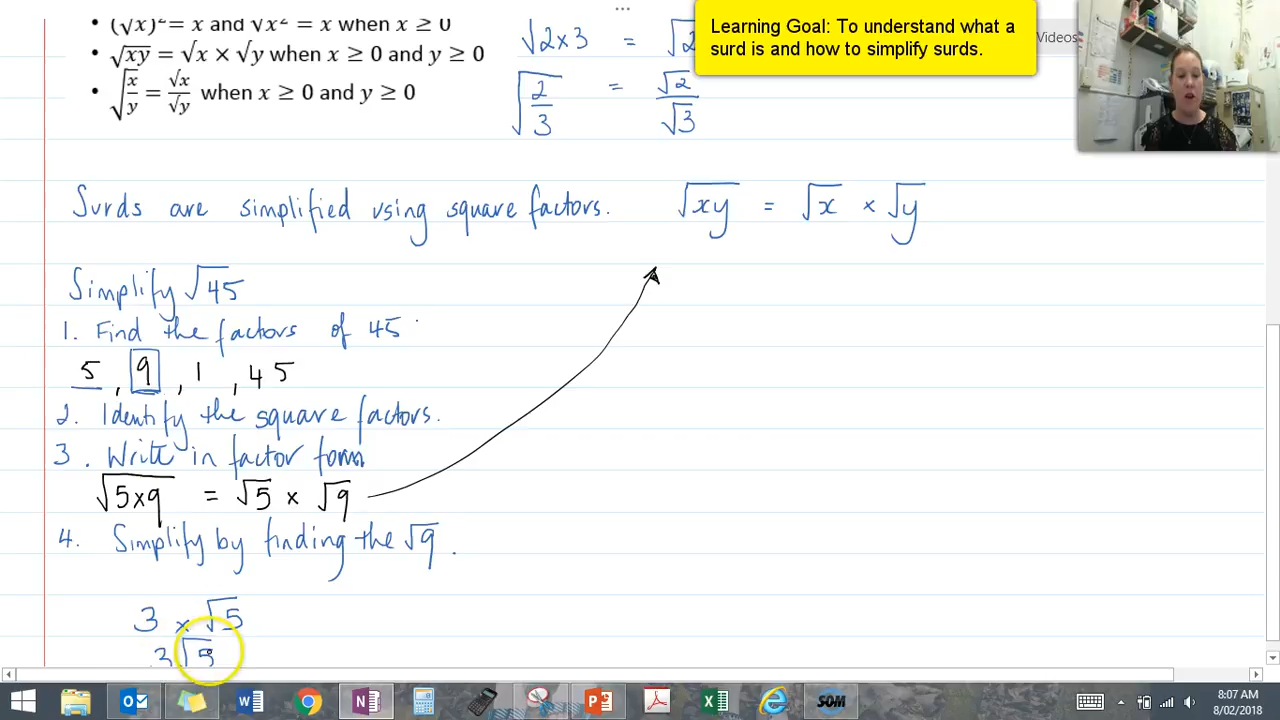 Learning Goal: To understand what a
surd is and how to simplify surds.
Videos
• (√x)² = x and √x² = x when x ≥ 0
• √xy = √x × √y when x ≥ 0 and y ≥ 0
• √x/y = √x/√y when x ≥ 0 and y ≥ 0
√2x3 = √2
√2/3 = √2/√3
Surds are simplified using square factors. √xy = √x × √y
Simplify √45
1. Find the factors of 45
5, 9, 1, 45
2. Identify the square factors.
3. Write in factor form
√5x9 = √5 × √9
4. Simplify by finding the √9.
3 × √5
3√5
8:07 AM
8/02/2018